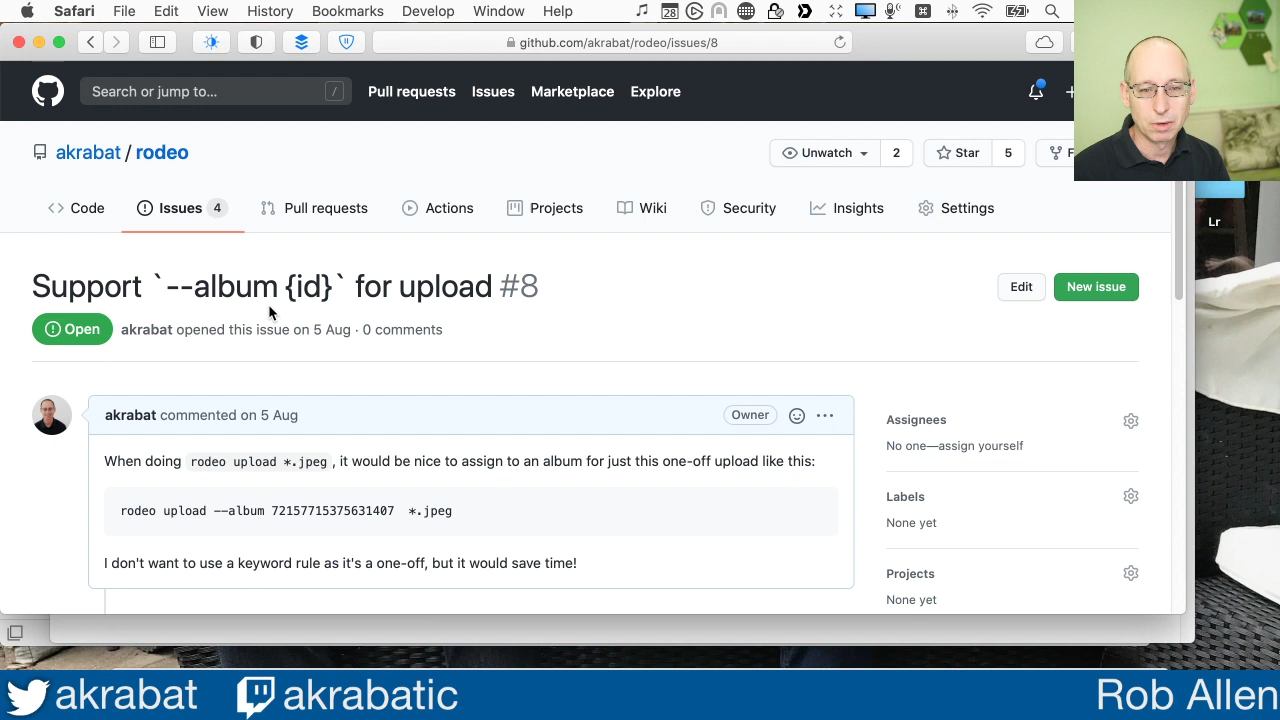 Safari File Edit View History Bookmarks Develop Window Help
28
github.com/akrabat/rodeo/issues/8
Search or jump to... /
Pull requests Issues Marketplace Explore
akrabat / rodeo
Unwatch 2 Star 5 F
Code Issues 4 Pull requests Actions Projects Wiki Security Insights Settings
Lr
Support `--album {id}` for upload #8
Edit New issue
Open akrabat opened this issue on 5 Aug · 0 comments
akrabat commented on 5 Aug Owner
When doing rodeo upload *.jpeg , it would be nice to assign to an album for just this one-off upload like this:
rodeo upload --album 72157715375631407 *.jpeg
I don't want to use a keyword rule as it's a one-off, but it would save time!
Assignees
No one—assign yourself
Labels
None yet
Projects
None yet
akrabat akrabatic Rob Allen